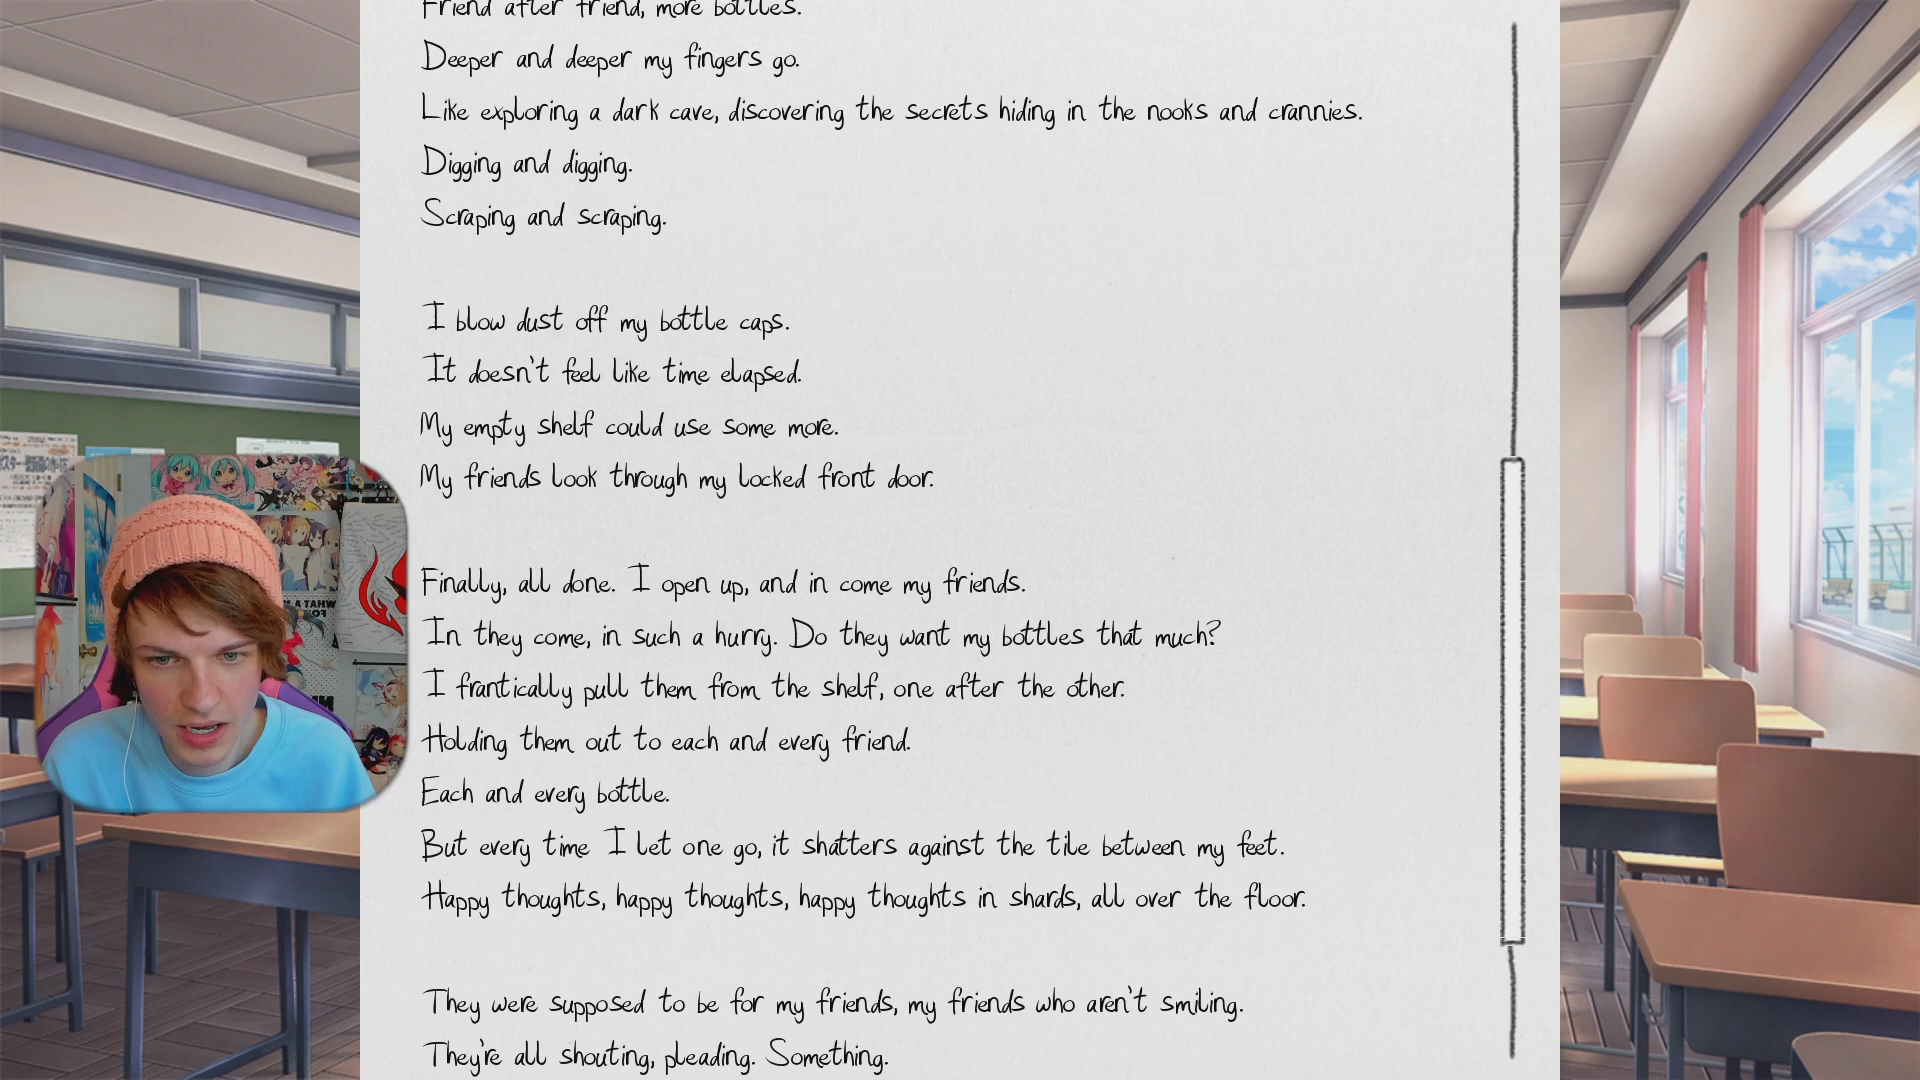 Friend after friend, more bottles.
Deeper and deeper my fingers go.
Like exploring a dark cave, discovering the secrets hiding in the nooks and crannies.
Digging and digging.
Scraping and scraping.
I blow dust off my bottle caps.
It doesn't feel like time elapsed.
My empty shelf could use some more.
My friends look through my locked front door.
Finally, all done. I open up, and in come my friends.
In they come, in such a hurry. Do they want my bottles that much?
I frantically pull them from the shelf, one after the other.
Holding them out to each and every friend.
Each and every bottle.
But every time I let one go, it shatters against the tile between my feet.
Happy thoughts, happy thoughts, happy thoughts in shards, all over the floor.
They were supposed to be for my friends, my friends who aren't smiling.
They're all shouting, pleading. Something.